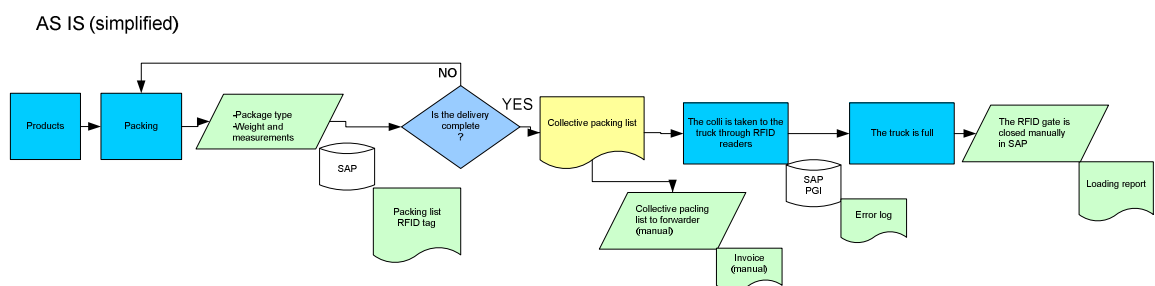 AS IS (simplified)
NO
Products
Packing
-Package type
-Weight and
measurements
SAP
Packing list
RFID tag
Is the delivery
complete
?
YES
Collective packing list
Collective pacling
list to forwarder
(manual)
Invoice
(manual)
The colli is taken to the
truck through RFID
readers
SAP
PGI
Error log
The truck is full
The RFID gate is
closed manually
in SAP
Loading report